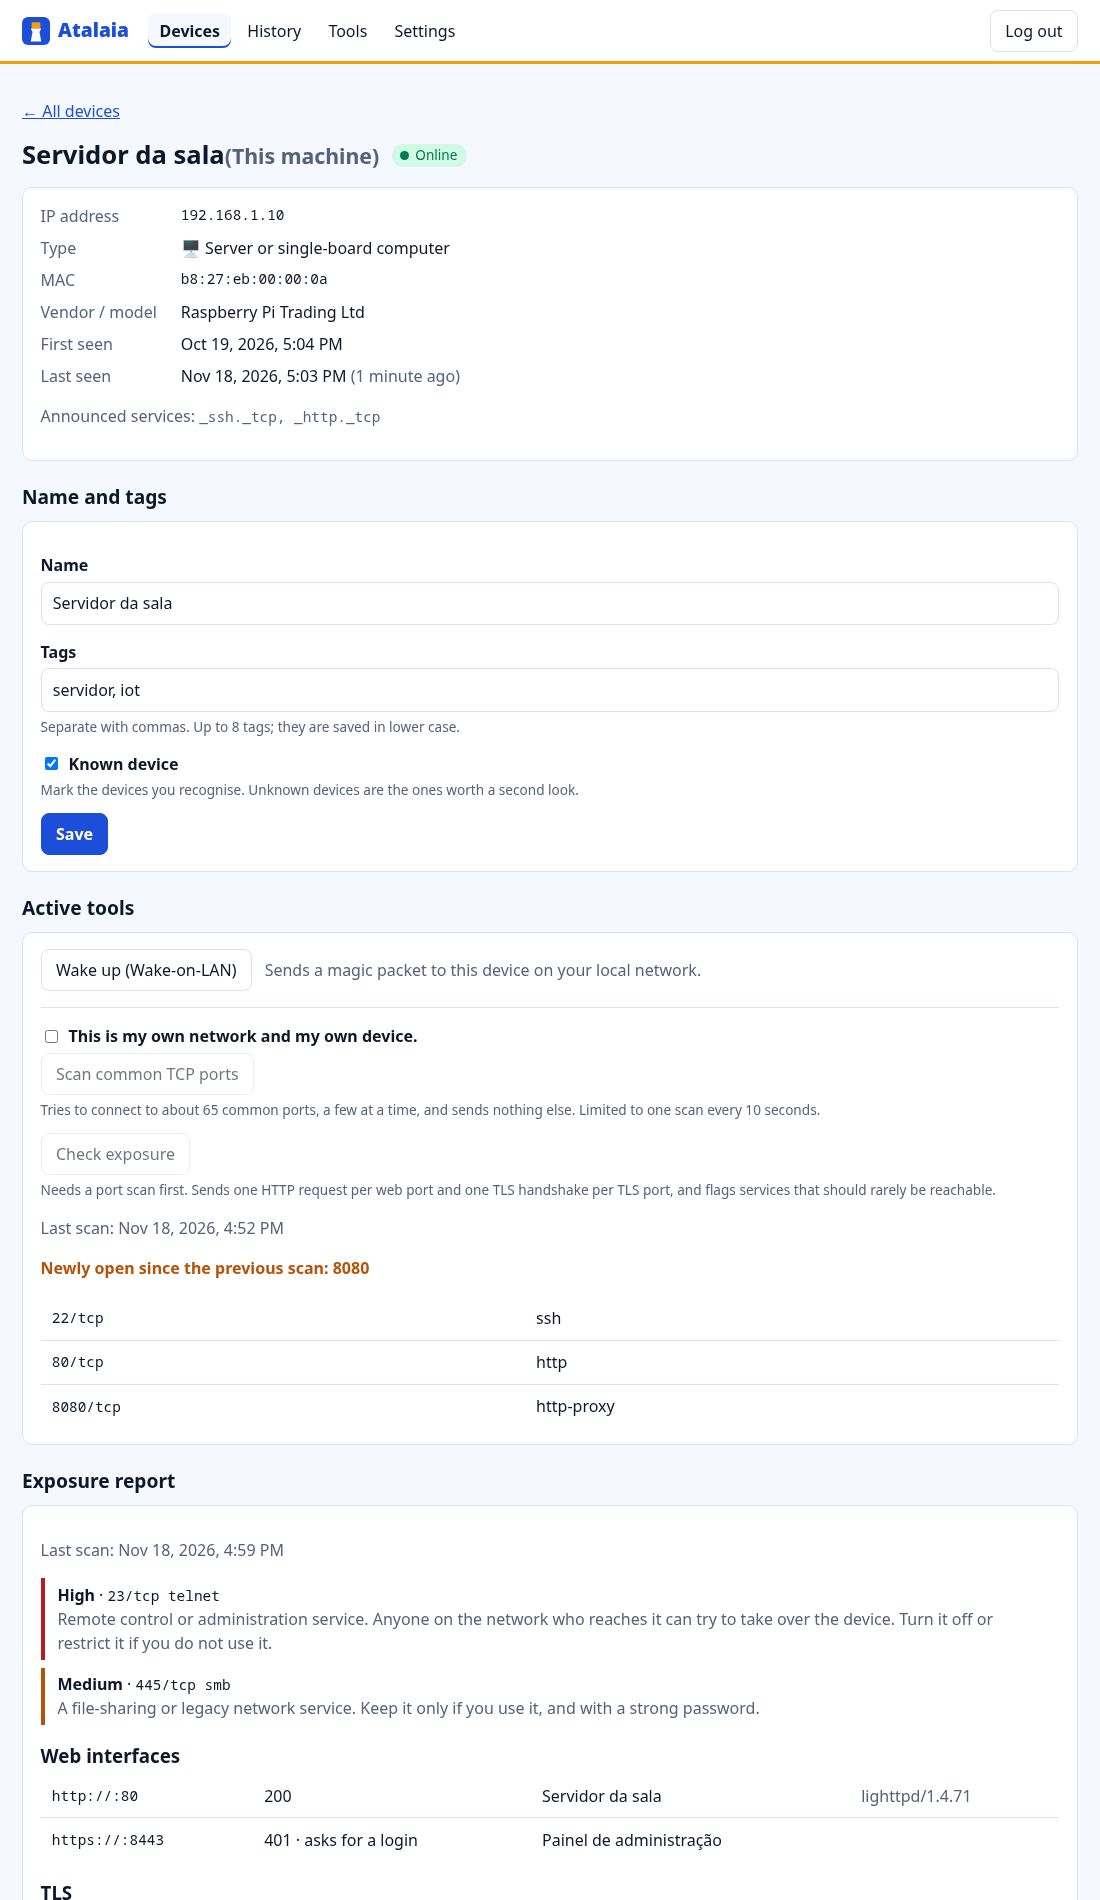 Atalaia
Devices
History
Tools
Settings
Log out
← All devices
Servidor da sala(This machine) Online
IP address 192.168.1.10
Type Server or single-board computer
MAC b8:27:eb:00:00:0a
Vendor / model Raspberry Pi Trading Ltd
First seen Oct 19, 2026, 5:04 PM
Last seen Nov 18, 2026, 5:03 PM (1 minute ago)
Announced services: _ssh._tcp, _http._tcp
Name and tags
Name
Servidor da sala
Tags
servidor, iot
Separate with commas. Up to 8 tags; they are saved in lower case.
Known device
Mark the devices you recognise. Unknown devices are the ones worth a second look.
Save
Active tools
Wake up (Wake-on-LAN) Sends a magic packet to this device on your local network.
This is my own network and my own device.
Scan common TCP ports
Tries to connect to about 65 common ports, a few at a time, and sends nothing else. Limited to one scan every 10 seconds.
Check exposure
Needs a port scan first. Sends one HTTP request per web port and one TLS handshake per TLS port, and flags services that should rarely be reachable.
Last scan: Nov 18, 2026, 4:52 PM
Newly open since the previous scan: 8080
22/tcp ssh
80/tcp http
8080/tcp http-proxy
Exposure report
Last scan: Nov 18, 2026, 4:59 PM
High · 23/tcp telnet
Remote control or administration service. Anyone on the network who reaches it can try to take over the device. Turn it off or
restrict it if you do not use it.
Medium · 445/tcp smb
A file-sharing or legacy network service. Keep it only if you use it, and with a strong password.
Web interfaces
http://:80 200 Servidor da sala lighttpd/1.4.71
https://:8443 401 · asks for a login Painel de administração
TLS